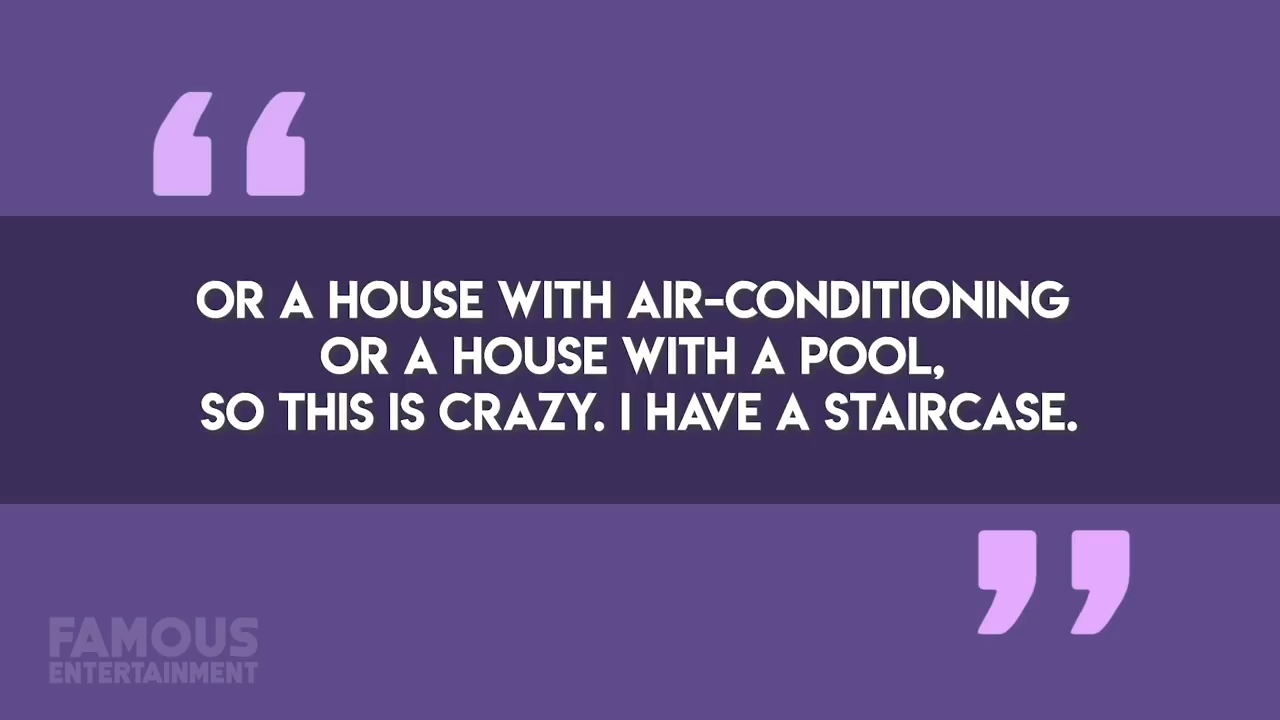 OR A HOUSE WITH AIR-CONDITIONING
OR A HOUSE WITH A POOL,
SO THIS IS CRAZY. I HAVE A STAIRCASE.
FAMOUS
ENTERTAINMENT